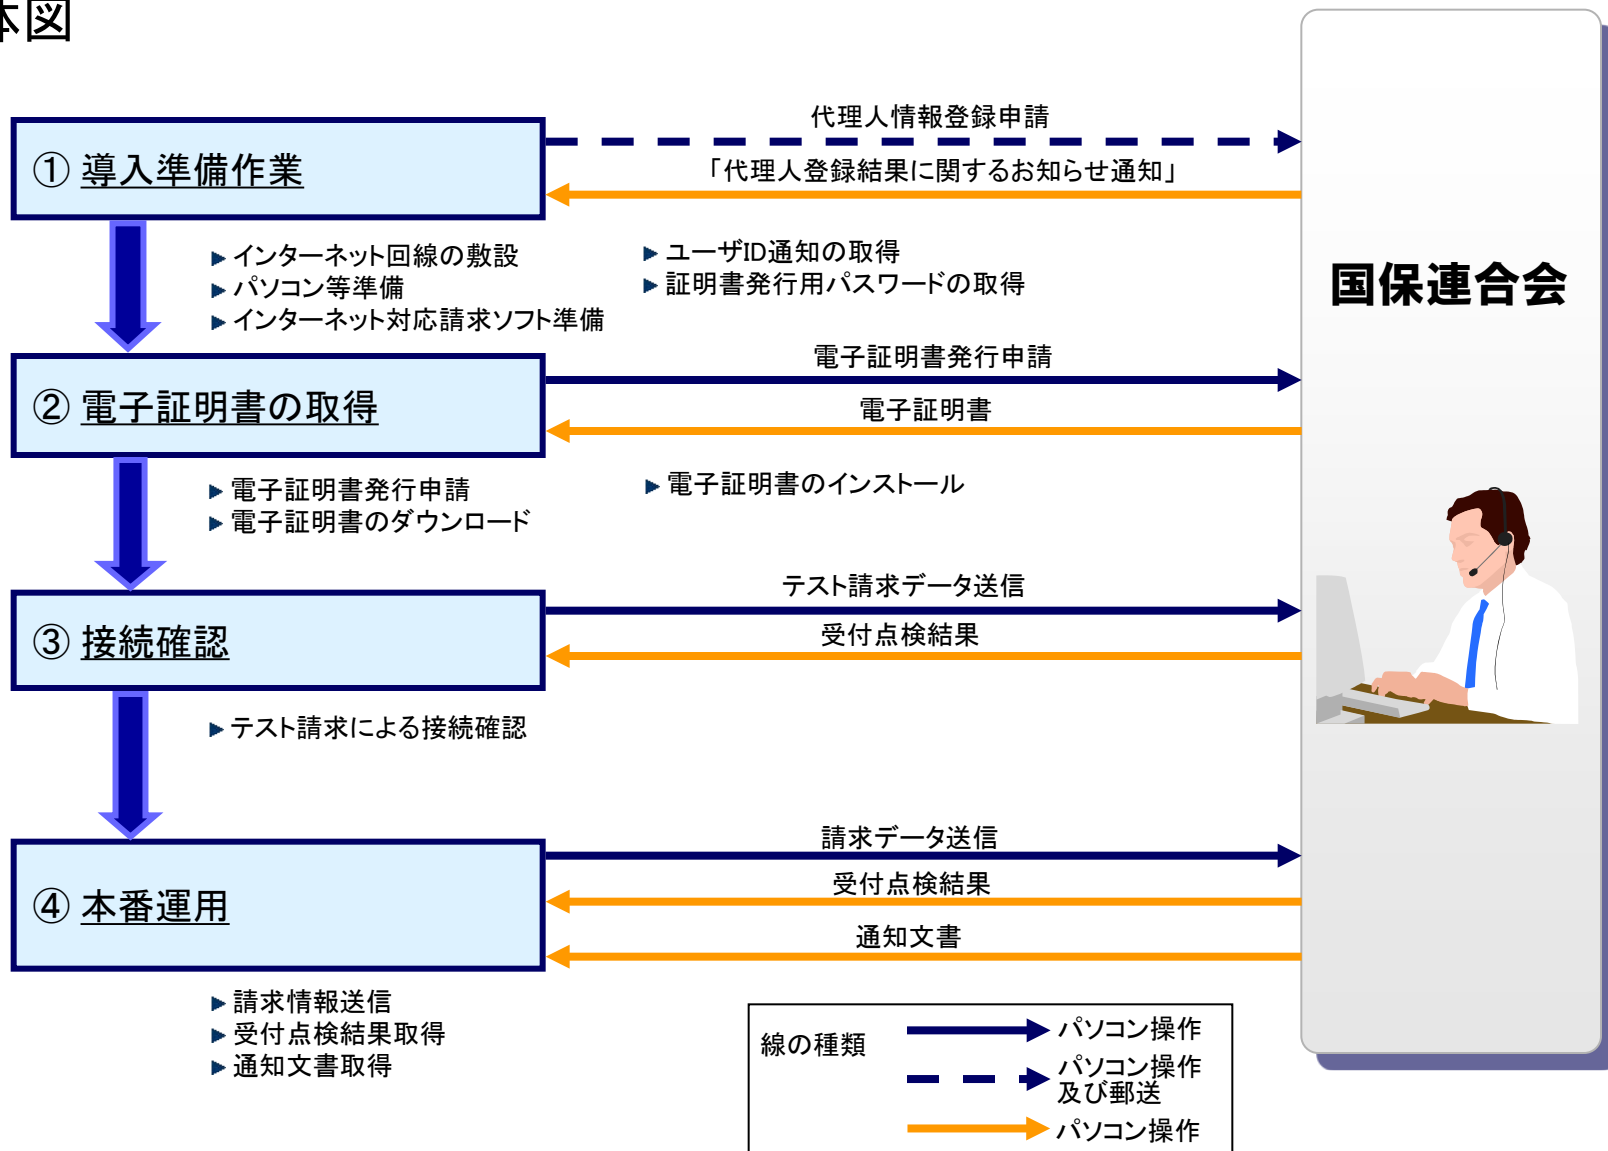 本図
① 導入準備作業
代理人情報登録申請
「代理人登録結果に関するお知らせ通知」
インターネット回線の敷設
パソコン等準備
インターネット対応請求ソフト準備
ユーザID通知の取得
証明書発行用パスワードの取得
国保連合会
② 電子証明書の取得
電子証明書発行申請
電子証明書
電子証明書発行申請
電子証明書のダウンロード
電子証明書のインストール
③ 接続確認
テスト請求データ送信
受付点検結果
テスト請求による接続確認
④ 本番運用
請求データ送信
受付点検結果
通知文書
請求情報送信
受付点検結果取得
通知文書取得
線の種類
パソコン操作
パソコン操作
及び郵送
パソコン操作